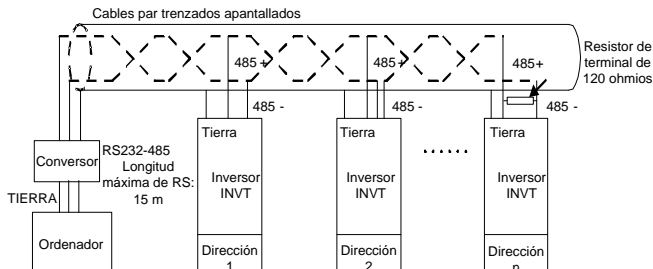 Cables par trenzados apantallados
485+
485+
485+
Resistor de
terminal de
120 ohmios
485 -
485 -
485 -
Tierra
Tierra
Tierra
......
Conversor
RS232-485
Longitud
máxima de RS:
15 m
Inversor
INVT
Inversor
INVT
Inversor
INVT
TIERRA
Ordenador
Dirección
1
Dirección
2
Dirección
n